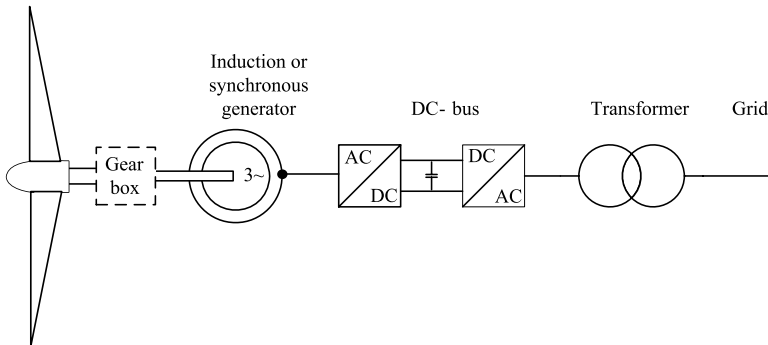 Induction or
synchronous
generator
DC- bus
Transformer
Grid
Gear
box
3~
AC
DC
DC
AC